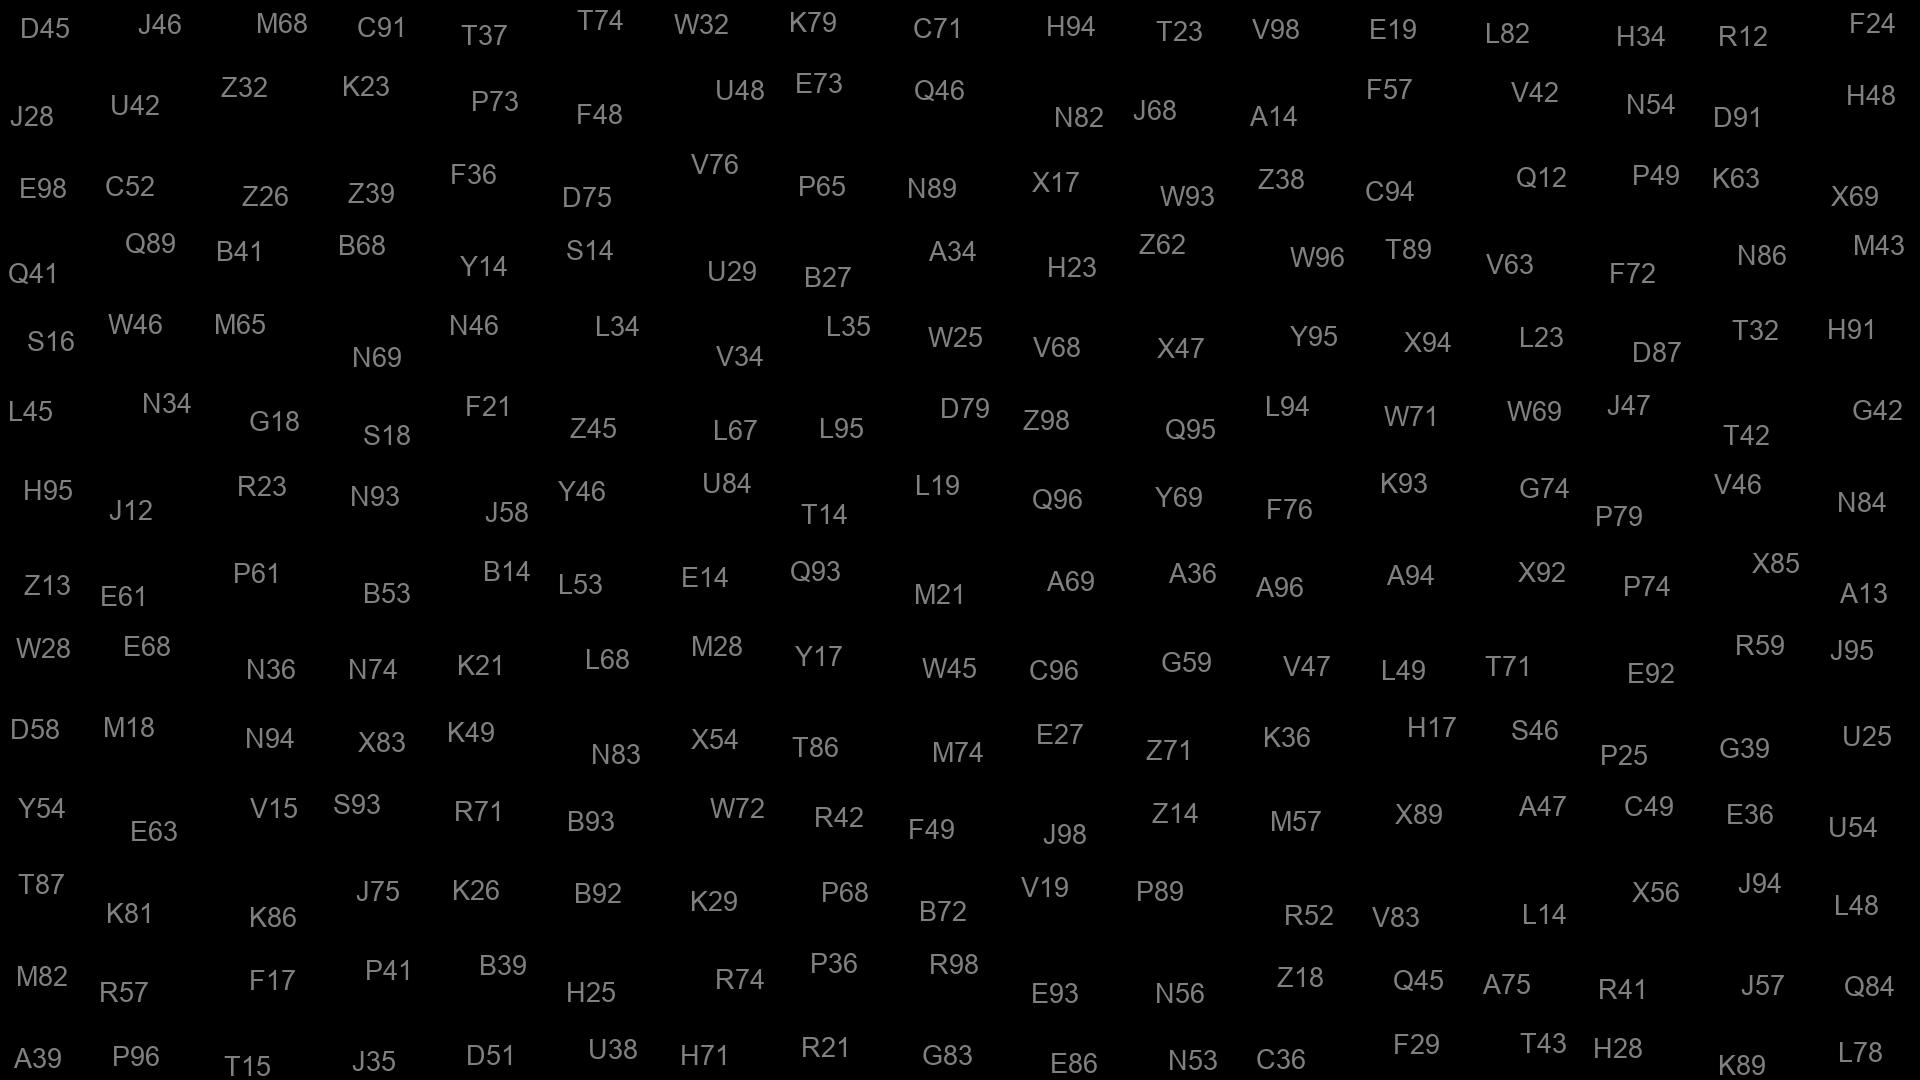 D45 J46 M68 C91 T37 T74 W32 K79 C71 H94 T23 V98 E19 L82 H34 R12 F24
J28 U42 Z32 K23 P73 F48 U48 E73 Q46 N82 J68 A14 F57 V42 N54 D91 H48
E98 C52 Z26 Z39 F36 D75 V76 P65 N89 X17 W93 Z38 C94 Q12 P49 K63 X69
Q41 Q89 B41 B68 Y14 S14 U29 B27 A34 H23 Z62 W96 T89 V63 F72 N86 M43
S16 W46 M65 N69 N46 L34 V34 L35 W25 V68 X47 Y95 X94 L23 D87 T32 H91
L45 N34 G18 S18 F21 Z45 L67 L95 D79 Z98 Q95 L94 W71 W69 J47 T42 G42
H95 J12 R23 N93 J58 Y46 U84 T14 L19 Q96 Y69 F76 K93 G74 P79 V46 N84
Z13 E61 P61 B53 B14 L53 E14 Q93 M21 A69 A36 A96 A94 X92 P74 X85 A13
W28 E68 N36 N74 K21 L68 M28 Y17 W45 C96 G59 V47 L49 T71 E92 R59 J95
D58 M18 N94 X83 K49 N83 X54 T86 M74 E27 Z71 K36 H17 S46 P25 G39 U25
Y54 E63 V15 S93 R71 B93 W72 R42 F49 J98 Z14 M57 X89 A47 C49 E36 U54
T87 K81 K86 J75 K26 B92 K29 P68 B72 V19 P89 R52 V83 L14 X56 J94 L48
M82 R57 F17 P41 B39 H25 R74 P36 R98 E93 N56 Z18 Q45 A75 R41 J57 Q84
A39 P96 T15 J35 D51 U38 H71 R21 G83 E86 N53 C36 F29 T43 H28 K89 L78